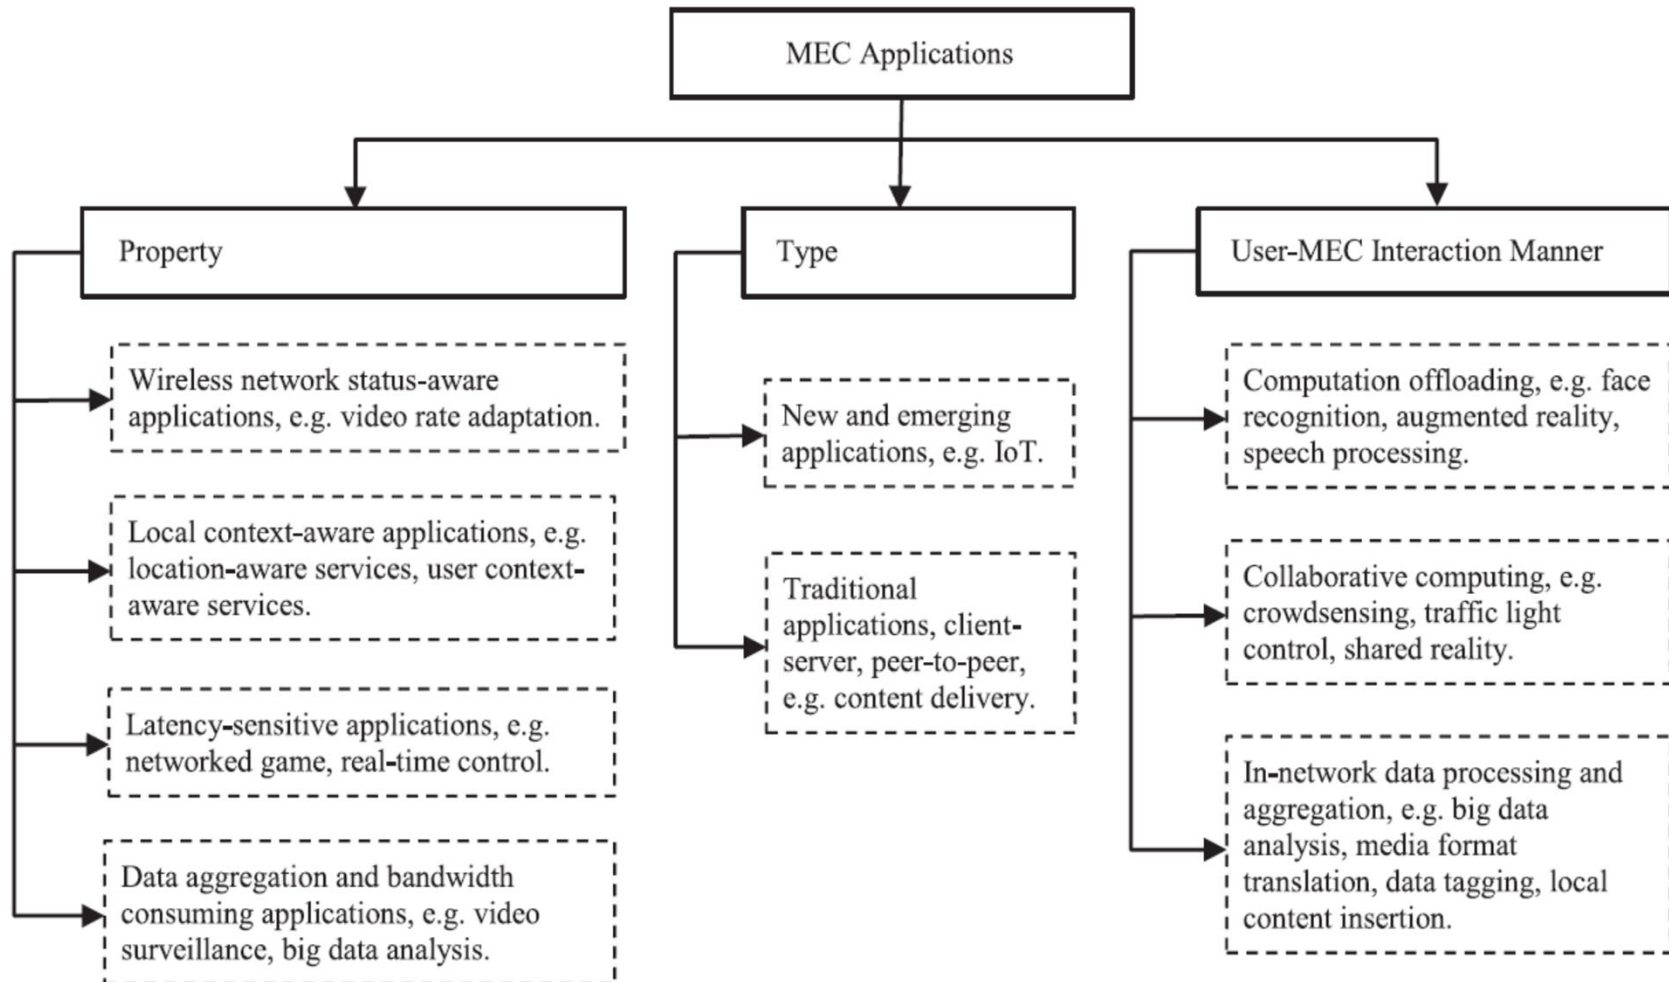 MEC Applications
Property
Wireless network status-aware
applications, e.g. video rate adaptation.
Local context-aware applications, e.g.
location-aware services, user context-
aware services.
Latency-sensitive applications, e.g.
networked game, real-time control.
Data aggregation and bandwidth
consuming applications, e.g. video
surveillance, big data analysis.
Type
New and emerging
applications, e.g. IoT.
Traditional
applications, client-
server, peer-to-peer,
e.g. content delivery.
User-MEC Interaction Manner
Computation offloading, e.g. face
recognition, augmented reality,
speech processing.
Collaborative computing, e.g.
crowdsensing, traffic light
control, shared reality.
In-network data processing and
aggregation, e.g. big data
analysis, media format
translation, data tagging, local
content insertion.